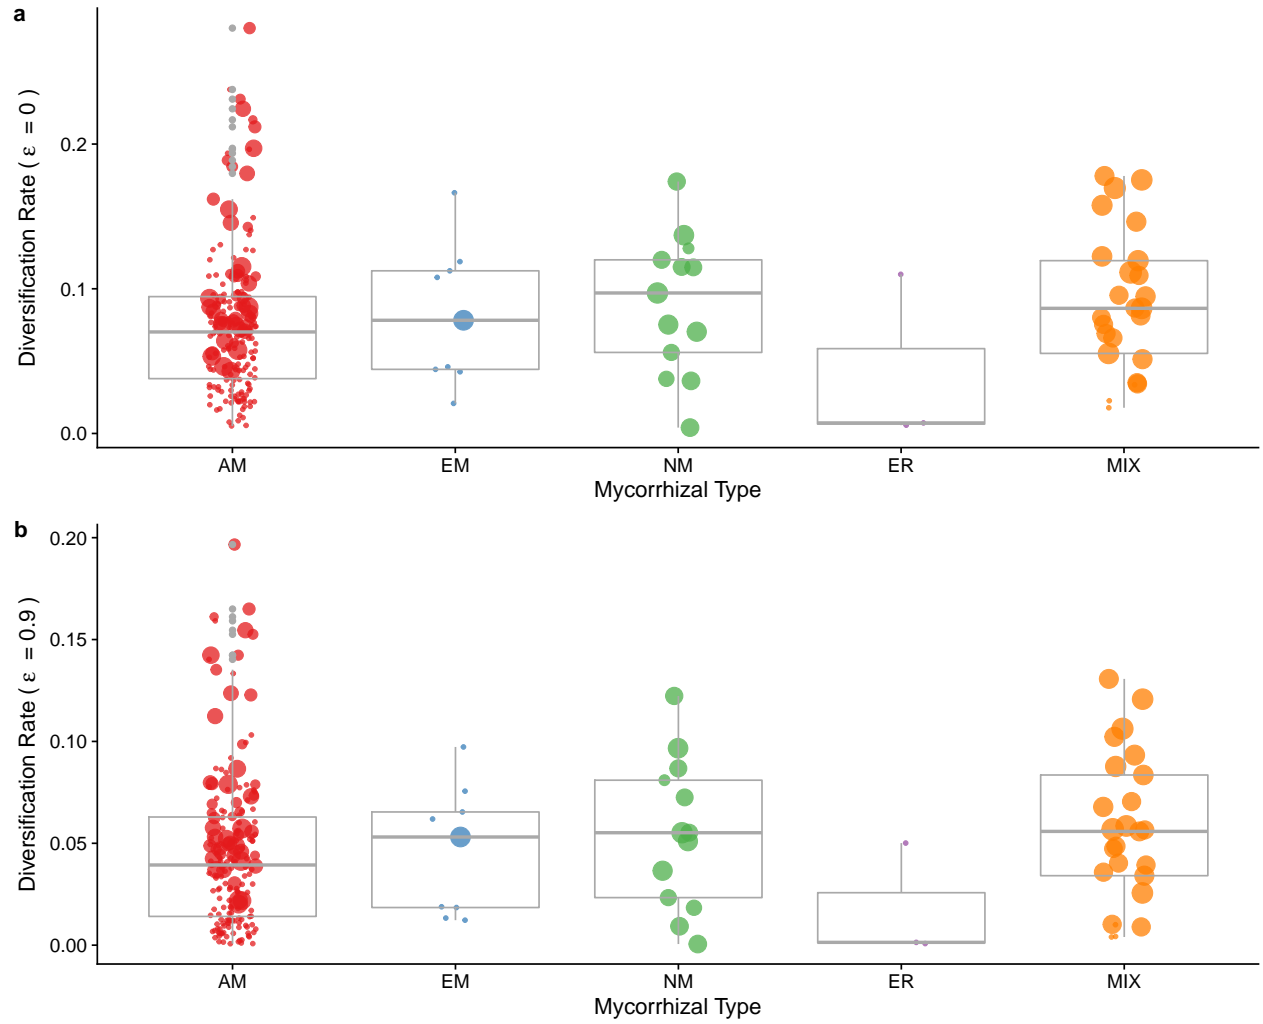 a
Diversification Rate ( ε = 0 )
0.2
0.1
0.0
AM EM NM ER MIX
Mycorrhizal Type
b
Diversification Rate ( ε = 0.9 )
0.20
0.15
0.10
0.05
0.00
AM EM NM ER MIX
Mycorrhizal Type